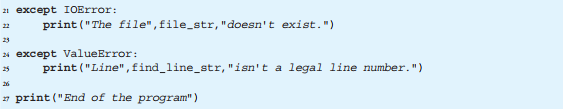 21 except IOError:
22     print("The file",file_str,"doesn't exist.")
23
24 except ValueError:
25     print("Line",find_line_str,"isn't a legal line number.")
26
27 print("End of the program")